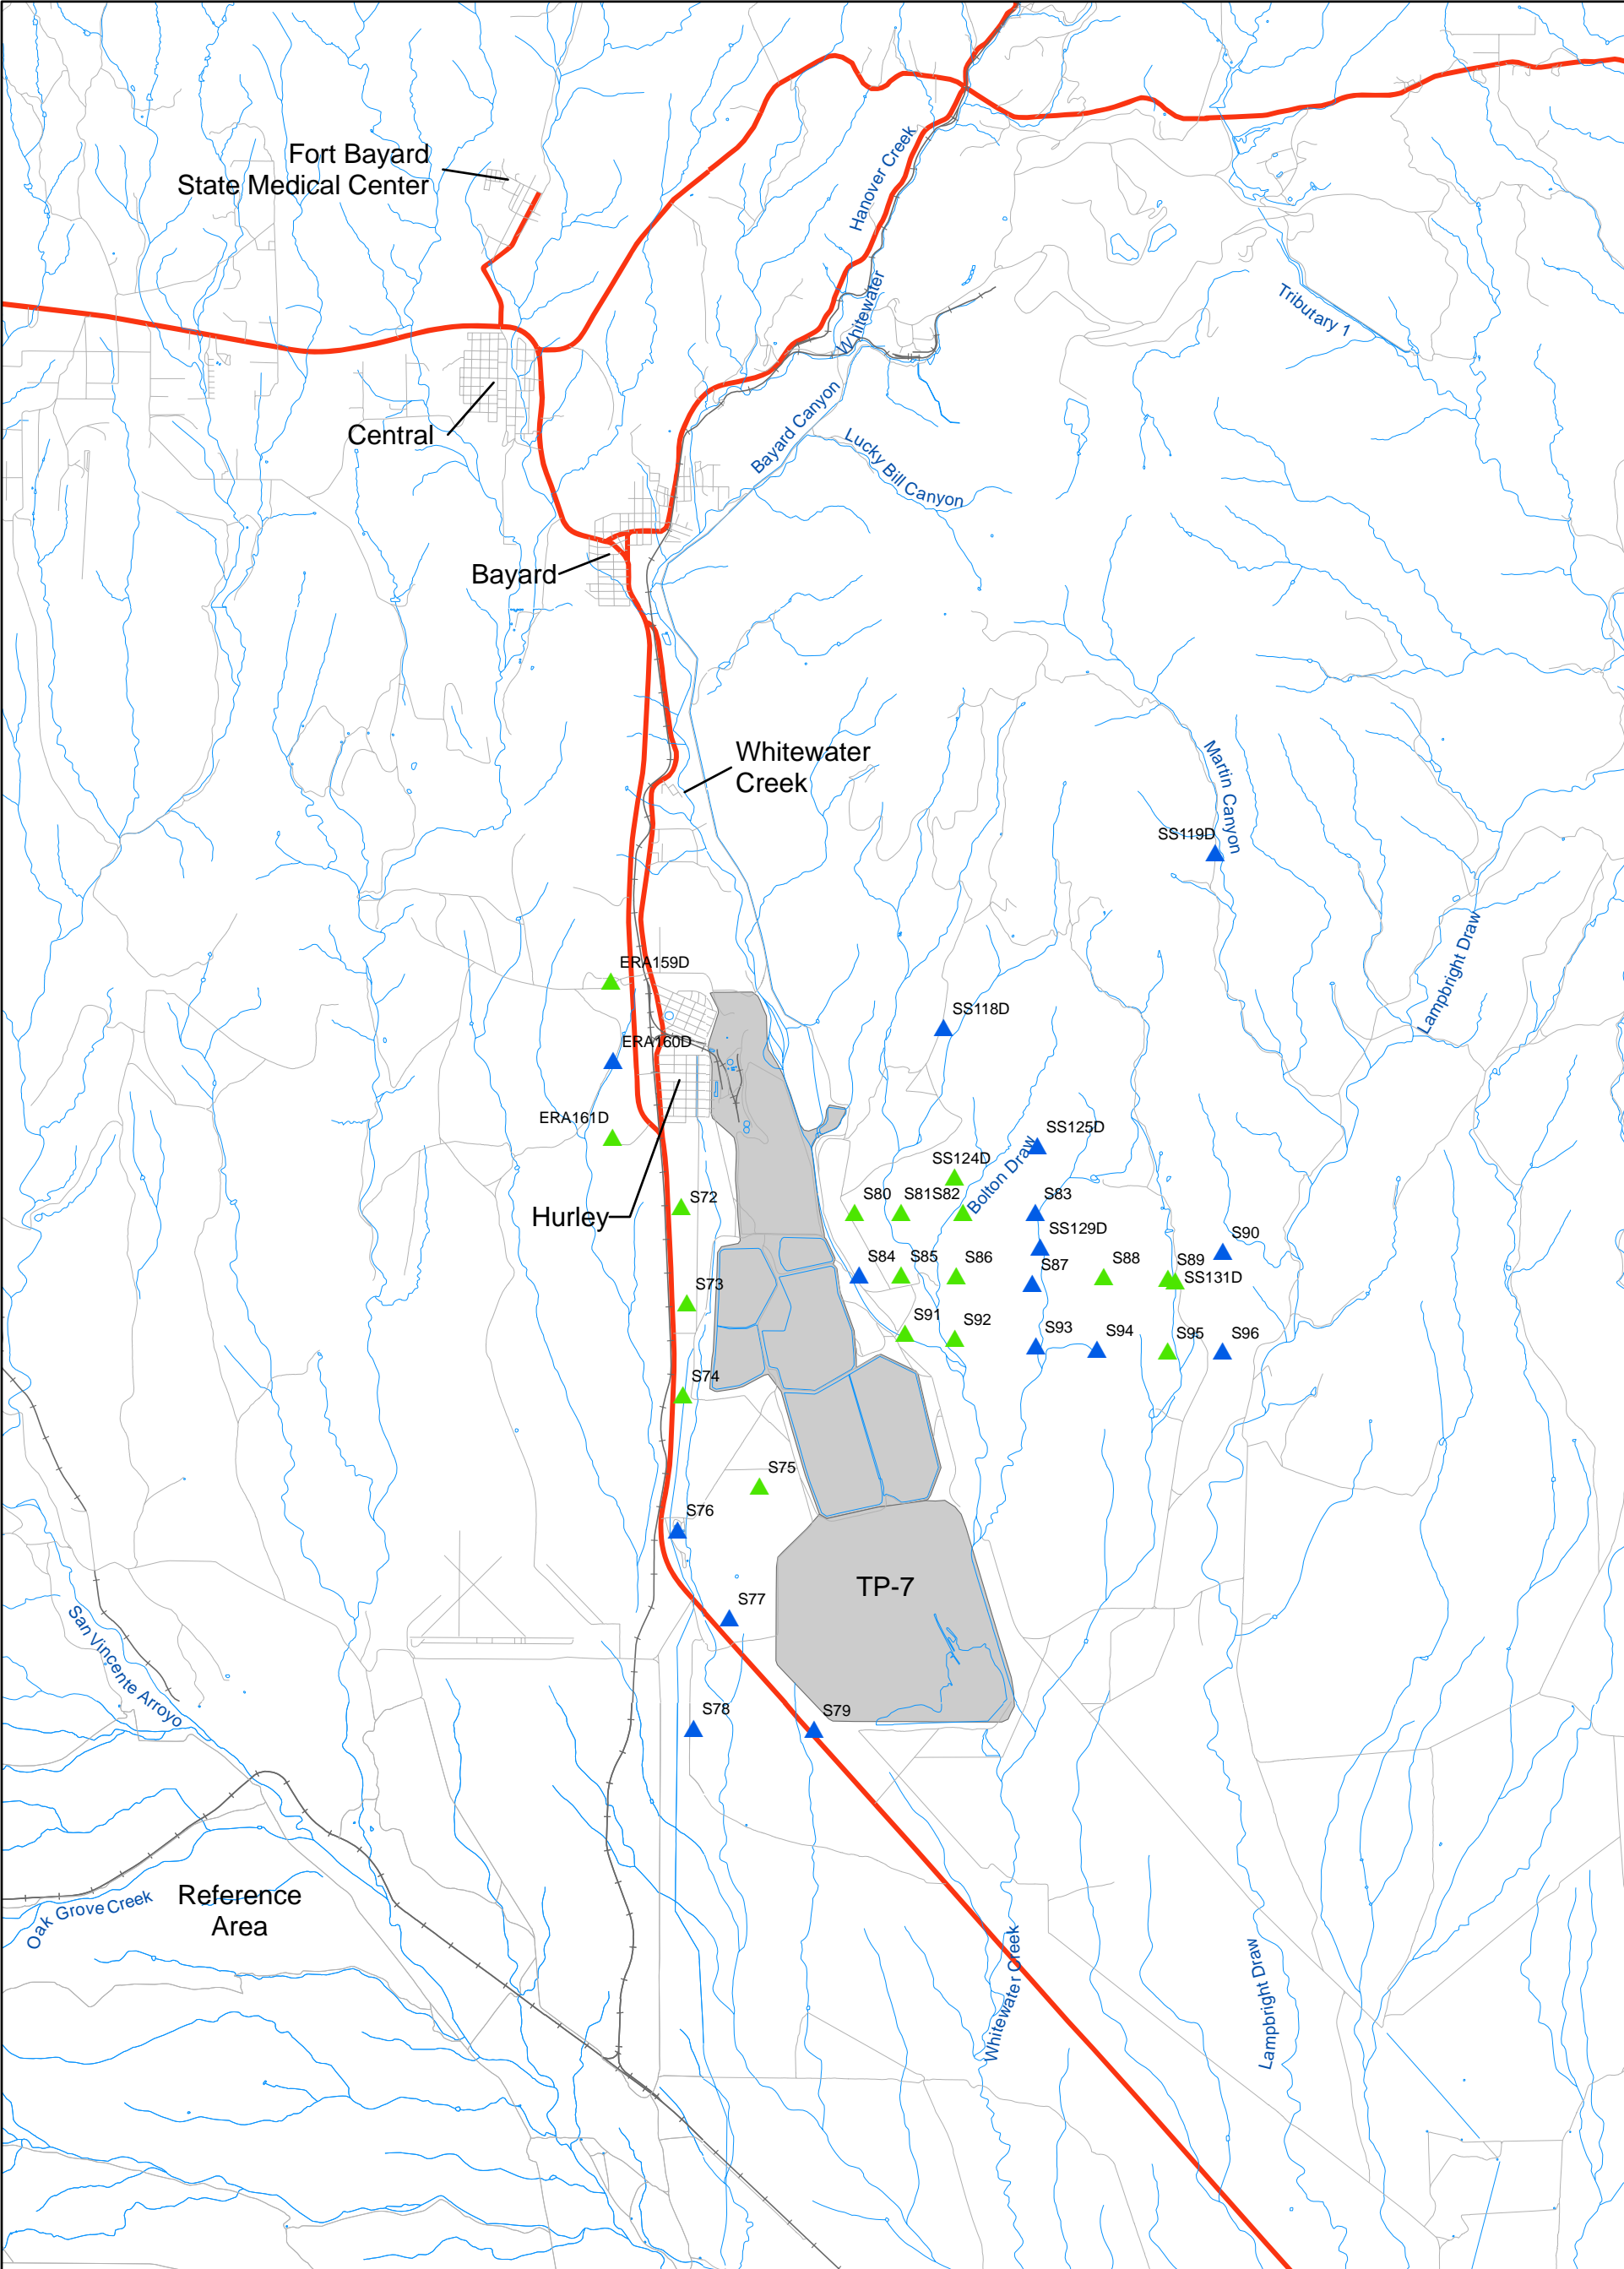 Hanover Creek
Fort Bayard
State Medical Center
Whitewater
Tributary 1
Bayard Canyon
Central
Lucky Bill Canyon
Bayard
Whitewater
Creek
Martin Canyon
SS119D
Lampbright Draw
ERA159D
SS118D
ERA160D
ERA161D
SS125D
SS124D
Bolton Draw
S72
S80
S81
S82
S83
Hurley
SS129D
S90
S84
S85
S86
S87
S88
S89
SS131D
S73
S91
S92
S93
S94
S95
S96
S74
S75
S76
TP-7
S77
San Vincente Arroyo
S78
S79
Oak Grove Creek
Reference
Area
Whitewater Creek
Lampbright Draw